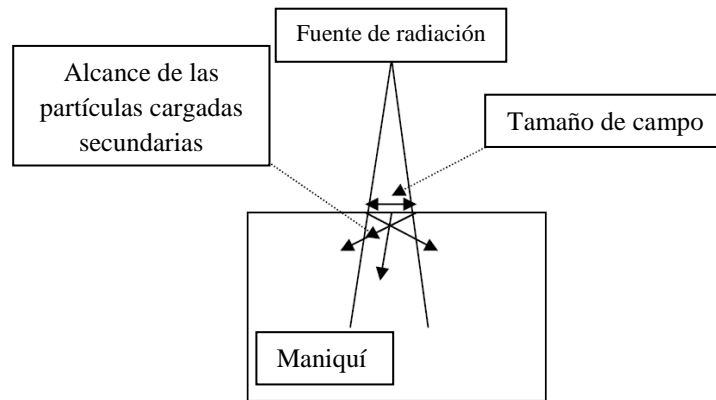 Fuente de radiación
Alcance de las
partículas cargadas
secundarias
Tamaño de campo
Maniquí